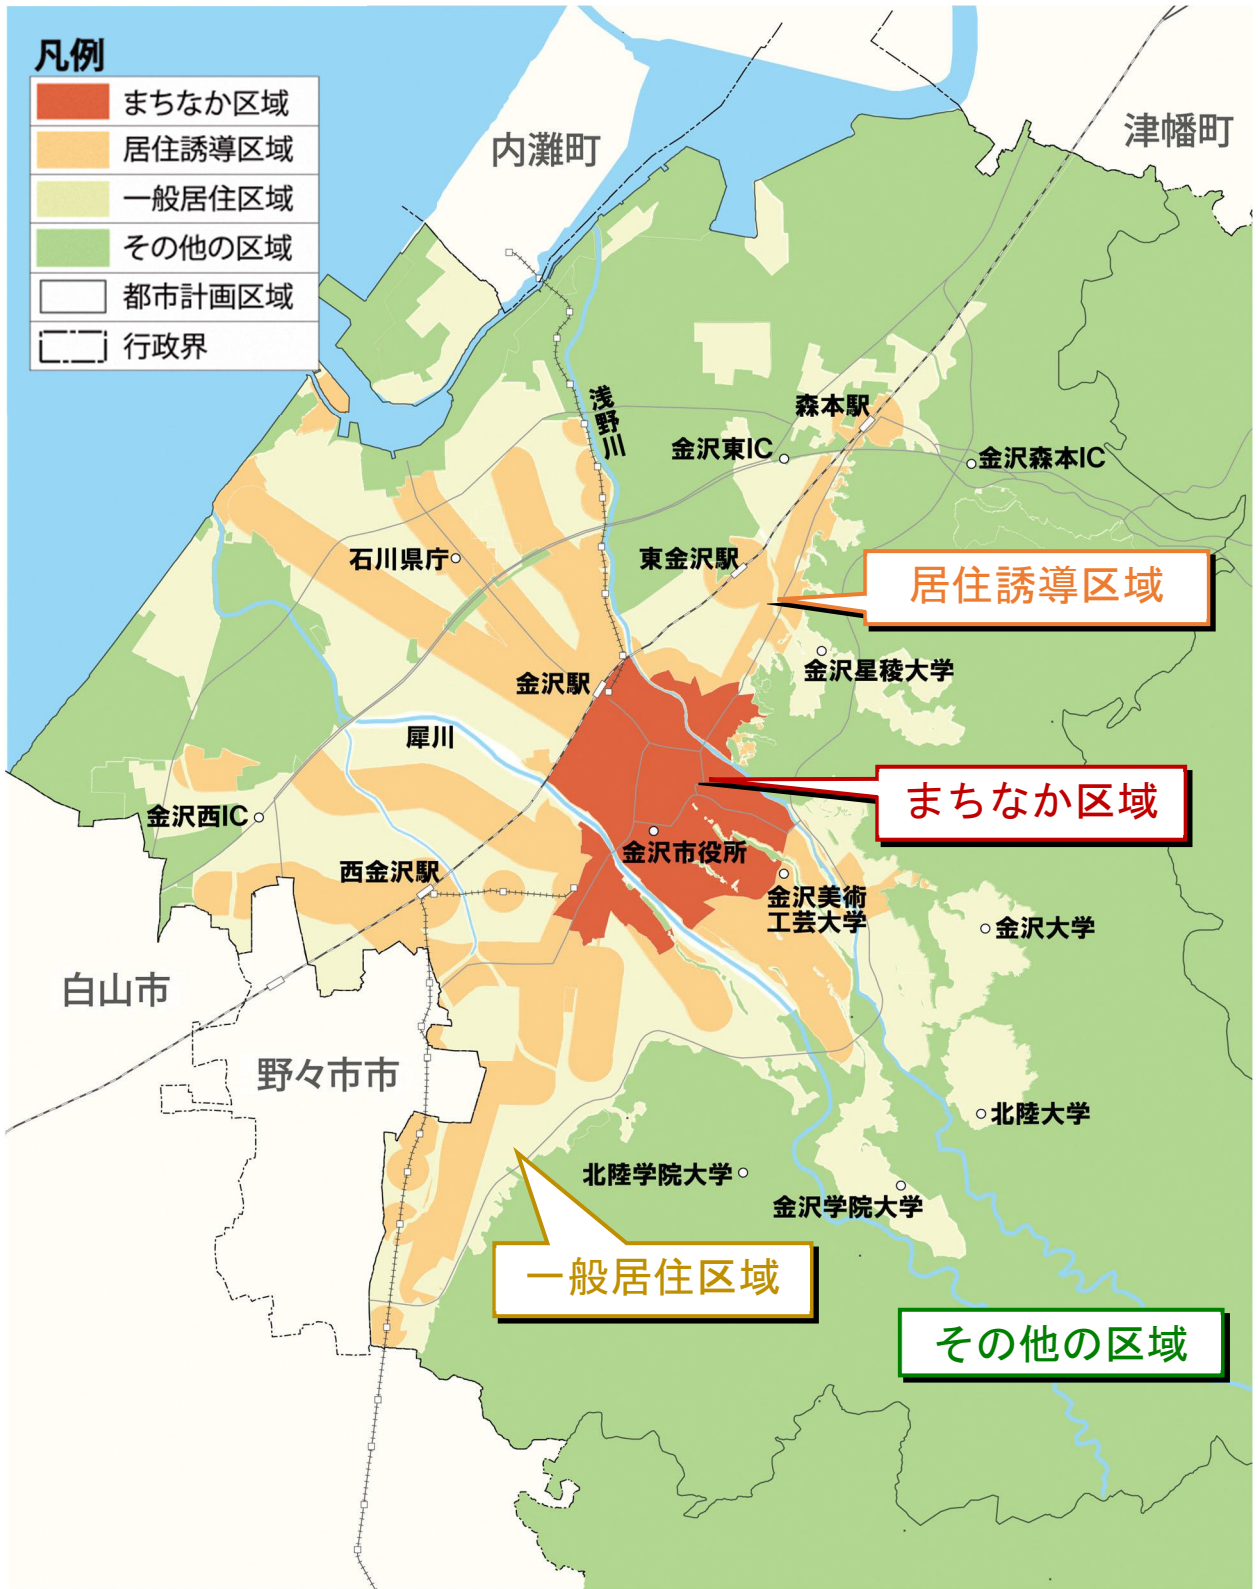 凡例
まちなか区域
居住誘導区域
一般居住区域
その他の区域
都市計画区域
行政界
内灘町
津幡町
浅野川
森本駅
金沢東IC
金沢森本IC
石川県庁
東金沢駅
居住誘導区域
金沢星稜大学
金沢駅
犀川
まちなか区域
金沢西IC
金沢市役所
西金沢駅
金沢美術
工芸大学
金沢大学
白山市
野々市市
北陸大学
北陸学院大学
金沢学院大学
一般居住区域
その他の区域